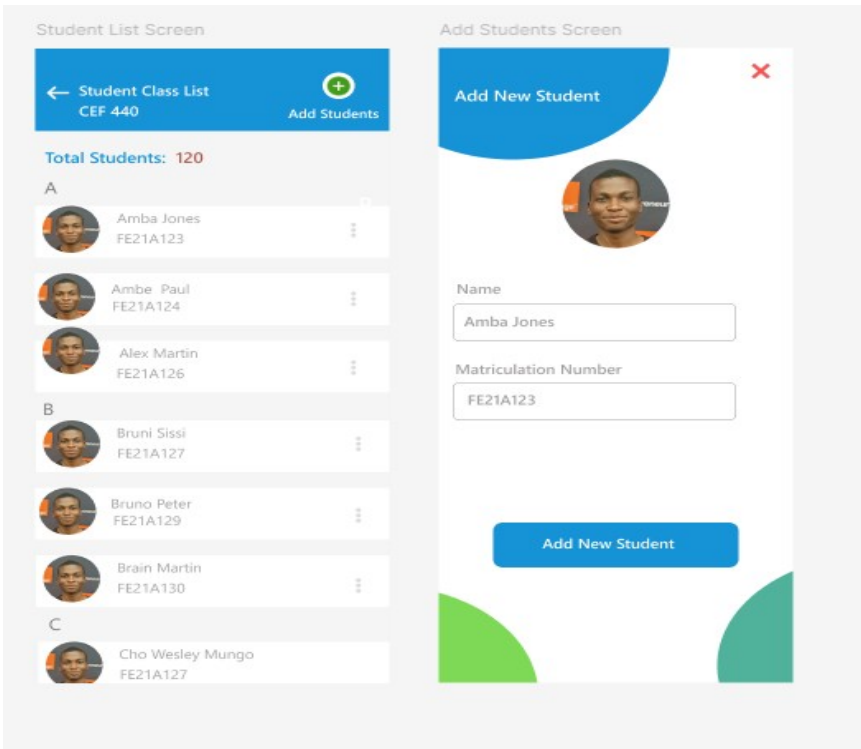 Student List Screen
Student Class List
CEF 440
Add Students
Total Students: 120
A
Amba Jones
FE21A123
Ambe Paul
FE21A124
Alex Martin
FE21A126
B
Bruni Sissi
FE21A127
Bruno Peter
FE21A129
Brain Martin
FE21A130
C
Cho Wesley Mungo
FE21A127
Add Students Screen
Add New Student
Name
Amba Jones
Matriculation Number
FE21A123
Add New Student